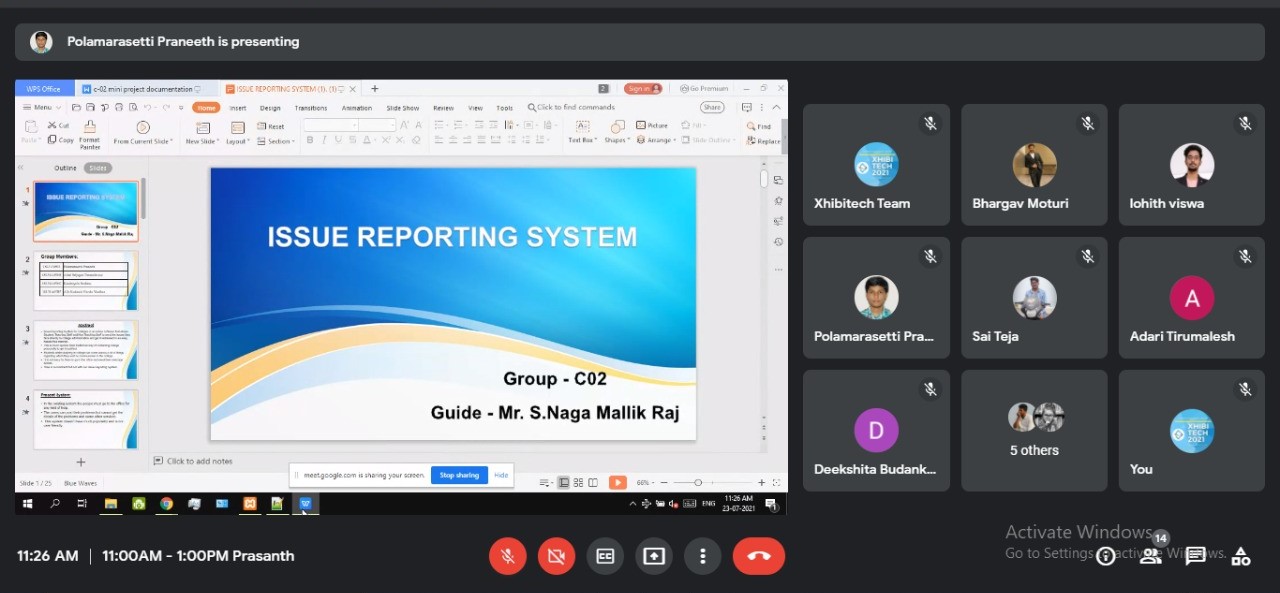 Polamarasetti Praneeth is presenting
WPS Office
c-02 mini project documentation
ISSUE REPORTING SYSTEM (1). (1)
2
Sign in
Go Premium
Menu
Home
Insert
Design
Transitions
Animation
Slide Show
Review
View
Tools
Click to find commands
Share
Paste
Cut
Copy
Format
Painter
From Current Slide
New Slide
Layout
Reset
Section
Text Box
Shapes
Picture
Arrange
Fill
Slide Outline
Find
Replace
Outline
Slides
1
ISSUE REPORTING SYSTEM
Group - C02
Guide - Mr. S.Naga Mallik Raj
2
Group Members:
3
Abstract
4
Present System:
ISSUE REPORTING SYSTEM
Group - C02
Guide - Mr. S.Naga Mallik Raj
Click to add notes
meet.google.com is sharing your screen.
Stop sharing
Hide
Slide 1 / 25
Blue Waves
66%
ENG
11:26 AM
23-07-2021
XHIBI
TECH
2021
Xhibitech Team
Bhargav Moturi
lohith viswa
Polamarasetti Pra...
Sai Teja
A
Adari Tirumalesh
D
Deekshita Budank...
5 others
XHIBI
TECH
2021
You
11:26 AM | 11:00AM - 1:00PM Prasanth
Activate Windows
Go to Settings to activate Windows.
14